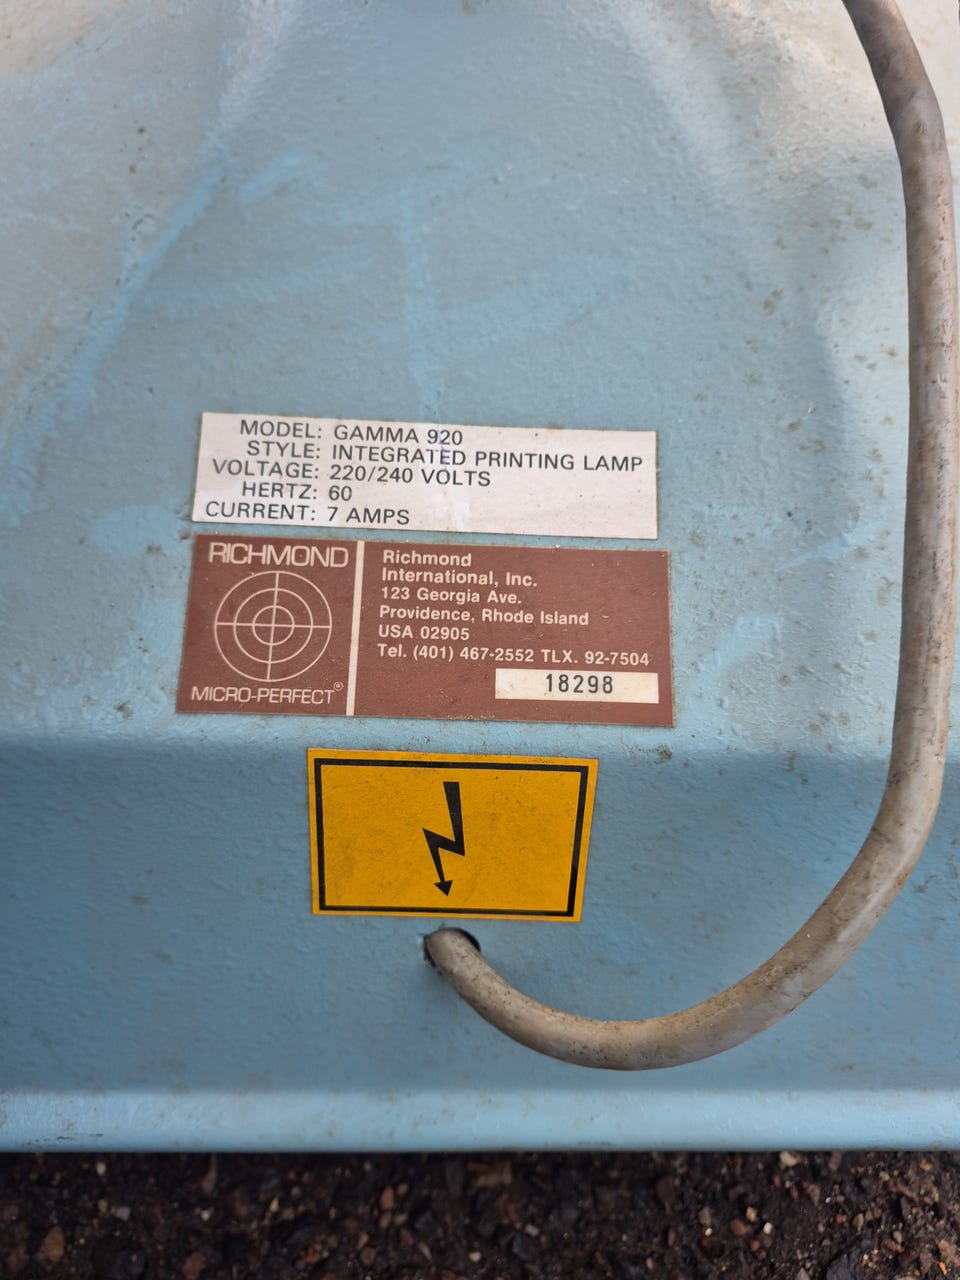 MODEL: GAMMA 920
STYLE: INTEGRATED PRINTING LAMP
VOLTAGE: 220/240 VOLTS
HERTZ: 60
CURRENT: 7 AMPS
RICHMOND
MICRO-PERFECT®
Richmond
International, Inc.
123 Georgia Ave.
Providence, Rhode Island
USA 02905
Tel. (401) 467-2552 TLX. 92-7504
18298